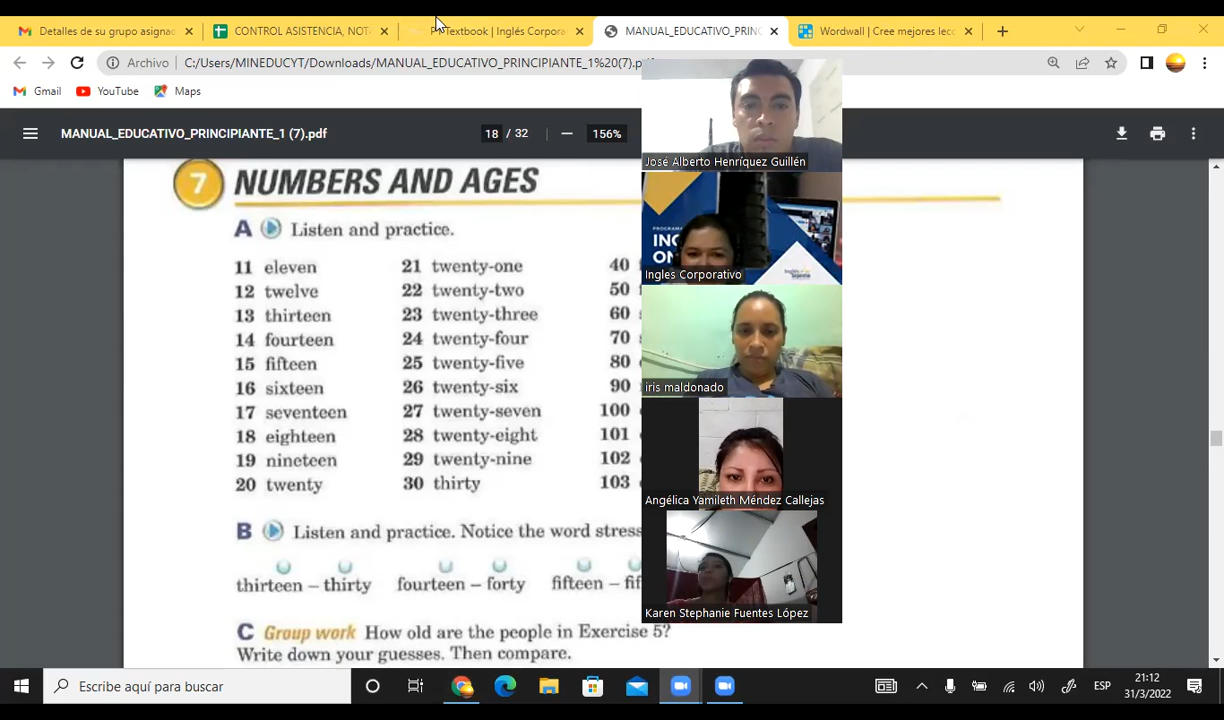 Detalles de su grupo asignad
CONTROL ASISTENCIA, NOT
Textbook | Inglés Corpora
MANUAL_EDUCATIVO_PRINC
Wordwall | Cree mejores lecc
Archivo
C:/Users/MINEDUCYT/Downloads/MANUAL_EDUCATIVO_PRINCIPIANTE_1%20(7).pdf
Gmail
YouTube
Maps
MANUAL_EDUCATIVO_PRINCIPIANTE_1 (7).pdf
18 / 32
156%
7 NUMBERS AND AGES
A Listen and practice.
11 eleven 21 twenty-one 40
12 twelve 22 twenty-two 50
13 thirteen 23 twenty-three 60
14 fourteen 24 twenty-four 70
15 fifteen 25 twenty-five 80
16 sixteen 26 twenty-six 90
17 seventeen 27 twenty-seven 100
18 eighteen 28 twenty-eight 101
19 nineteen 29 twenty-nine 102
20 twenty 30 thirty 103
B Listen and practice. Notice the word stress
thirteen – thirty fourteen – forty fifteen – fif
C Group work How old are the people in Exercise 5?
Write down your guesses. Then compare.
José Alberto Henríquez Guillén
Ingles Corporativo
iris maldonado
Angélica Yamileth Méndez Callejas
Karen Stephanie Fuentes López
Escribe aquí para buscar
ESP
21:12
31/3/2022